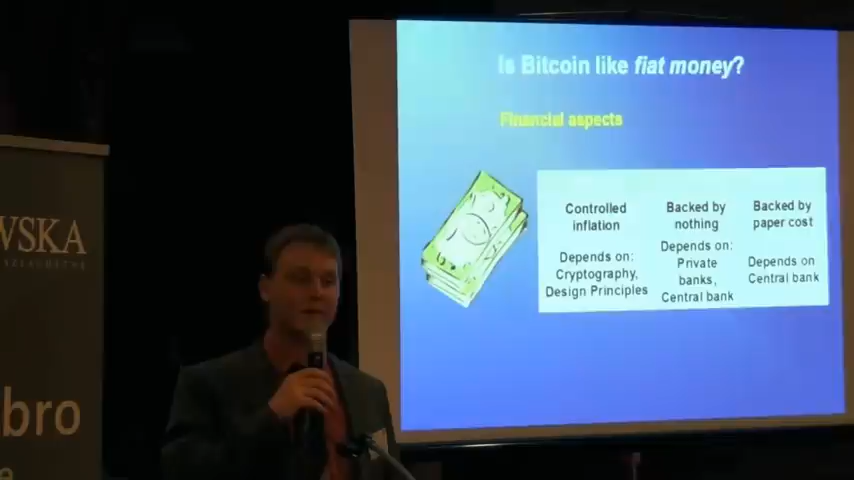 Is Bitcoin like fiat money?
Financial aspects
Controlled
inflation
Depends on:
Cryptography,
Design Principles
Backed by
nothing
Depends on:
Private
banks,
Central bank
Backed by
paper cost
Depends on
Central bank
WSKA
bro